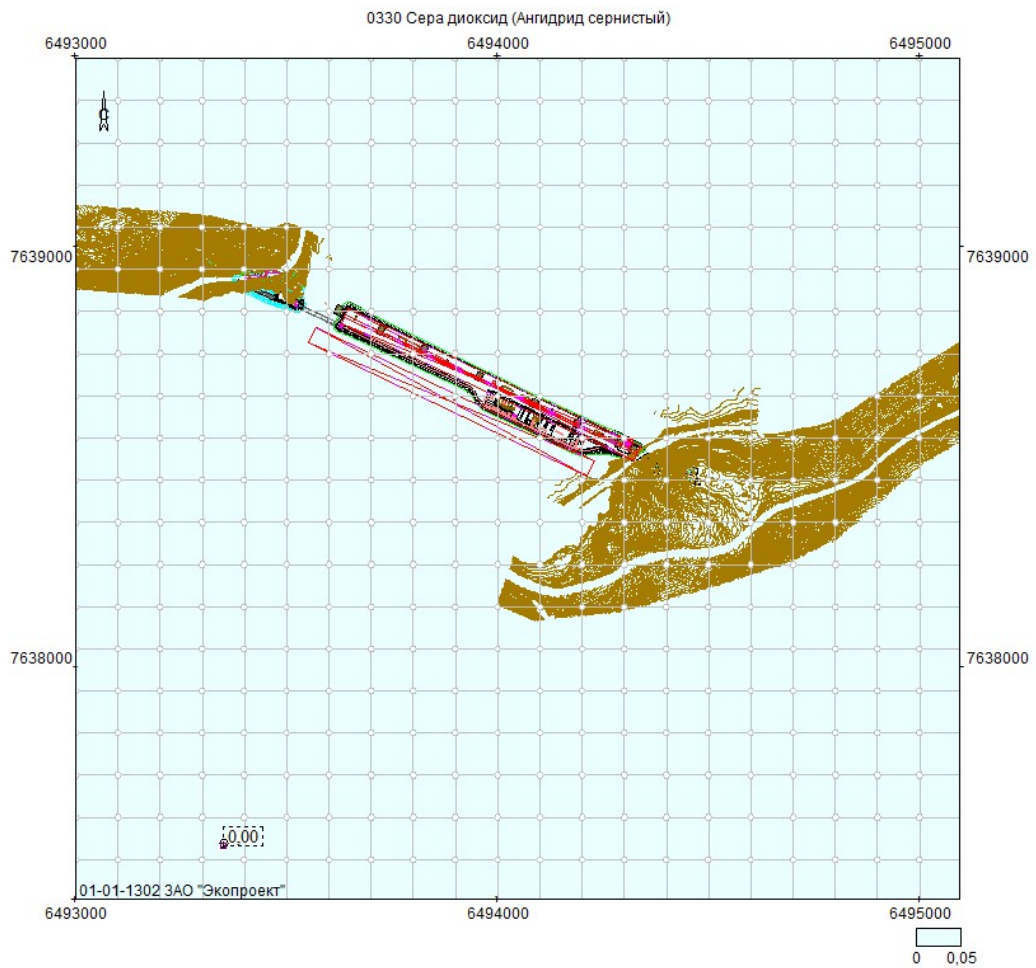 0330 Сера диоксид (Ангидрид сернистый)
6493000 6494000 6495000
С
7639000 7639000
7638000 7638000
0,00
01-01-1302 ЗАО "Экопроект"
6493000 6494000 6495000
0 0,05